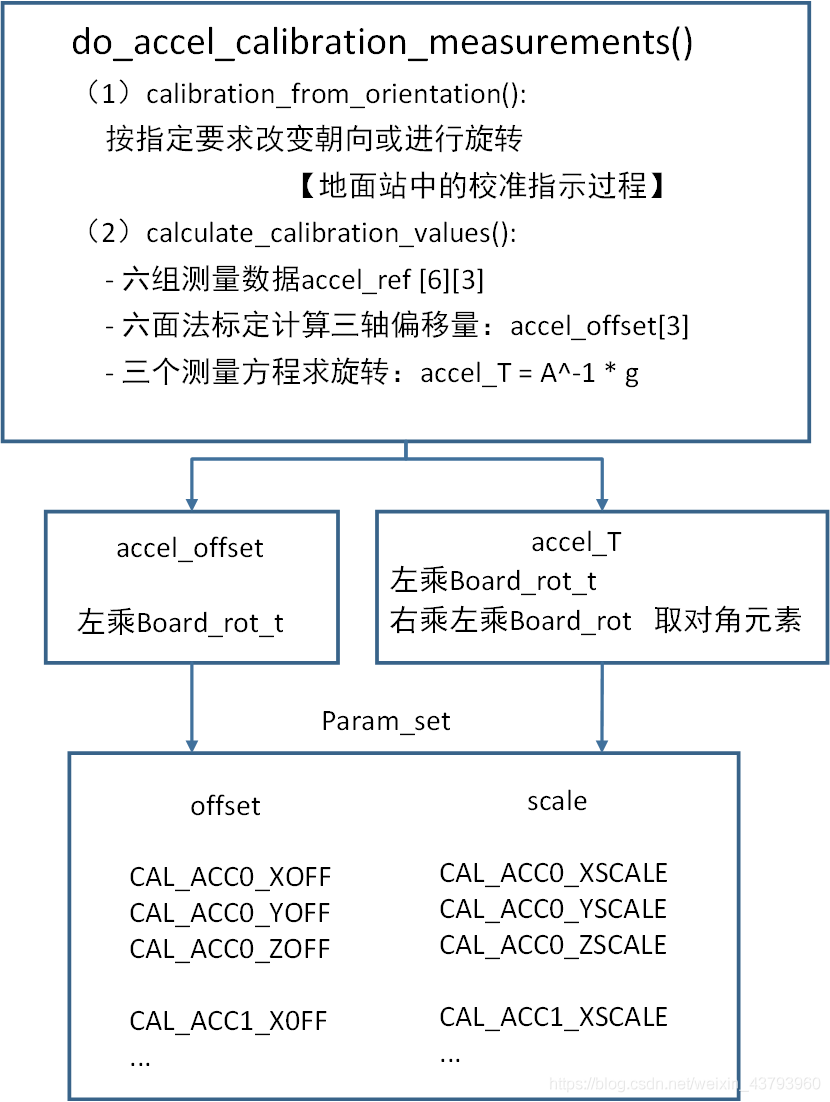 do_accel_calibration_measurements()
（1）calibration_from_orientation():
按指定要求改变朝向或进行旋转
【地面站中的校准指示过程】
（2）calculate_calibration_values():
- 六组测量数据accel_ref [6][3]
- 六面法标定计算三轴偏移量：accel_offset[3]
- 三个测量方程求旋转：accel_T = A^-1 * g
accel_offset
左乘Board_rot_t
accel_T
左乘Board_rot_t
右乘左乘Board_rot 取对角元素
Param_set
offset
CAL_ACC0_XOFF
CAL_ACC0_YOFF
CAL_ACC0_ZOFF
CAL_ACC1_X0FF
...
scale
CAL_ACC0_XSCALE
CAL_ACC0_YSCALE
CAL_ACC0_ZSCALE
CAL_ACC1_XSCALE
...
https://blog.csdn.net/weixin_43793960